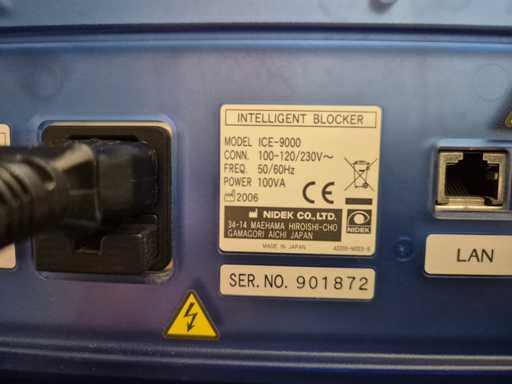 INTELLIGENT BLOCKER
MODEL ICE-9000
CONN. 100-120/230V~
FREQ. 50/60Hz
POWER 100VA
2006
CE
NIDEK CO., LTD.
34-14 MAEHAMA HIROISHI-CHO
GAMAGORI AICHI JAPAN
NIDEK
MADE IN JAPAN
SER. NO. 901872
LAN